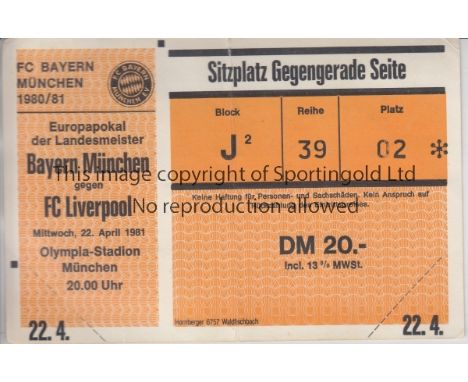 FC BAYERN
MÜNCHEN
1980/81
FC BAYERN
MÜNCHEN EV
Europapokal
der Landesmeister
Bayern München
gegen
FC Liverpool
Mittwoch, 22. April 1981
Olympia-Stadion
München
20.00 Uhr
22.4.
Sitzplatz Gegengerade Seite
Block Reihe Platz
J² 39 02 *
This image copyright of Sportingold Ltd
No reproduction allowed
Keine Haftung für Personen- und Sachschäden. Kein Anspruch auf
DM 20.-
Incl. 13 % MWSt.
Hornberger 6757 Waldfischbach
22.4.